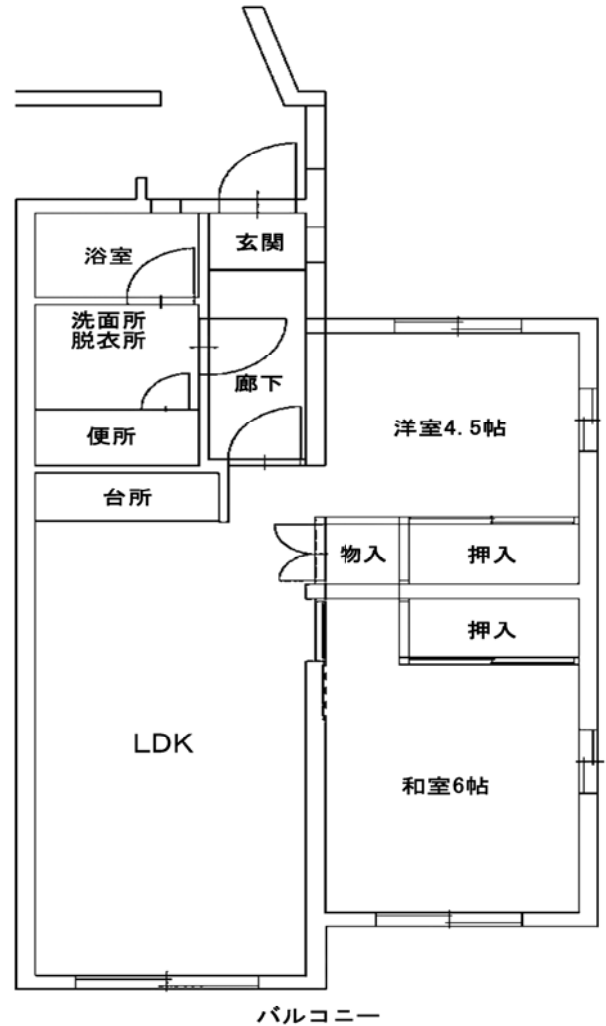 玄関
浴室
洗面所
脱衣所
廊下
便所
洋室4.5帖
台所
物入
押入
押入
LDK
和室6帖
バルコニー